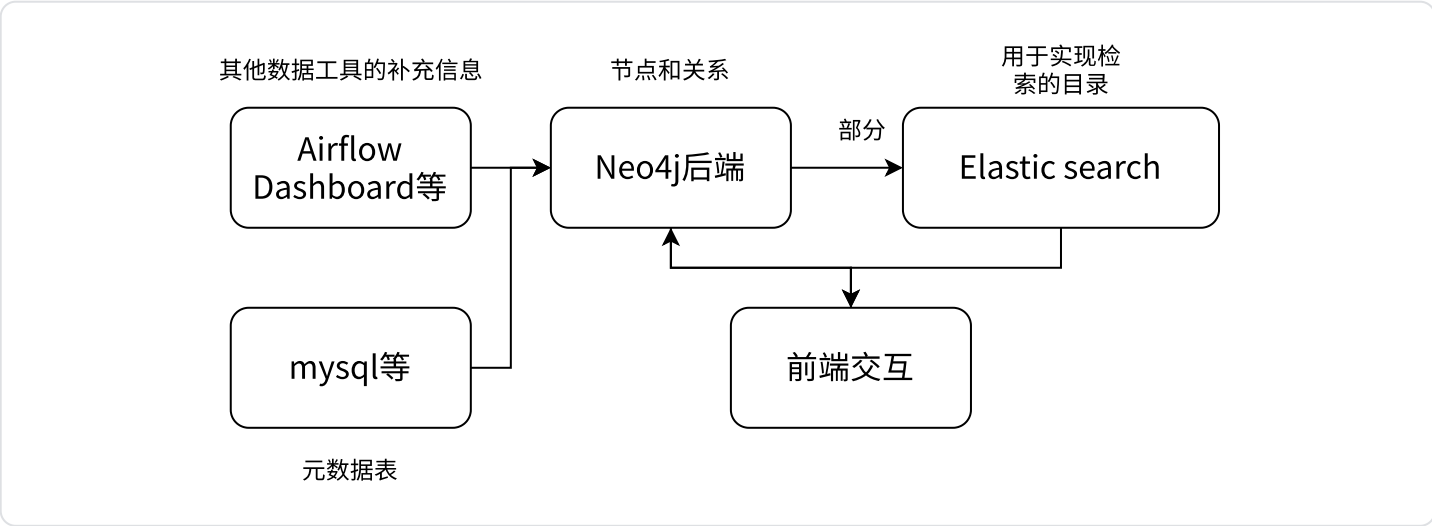 其他数据工具的补充信息
节点和关系
用于实现检
索的目录
Airflow
Dashboard等
Neo4j后端
部分
Elastic search
mysql等
前端交互
元数据表